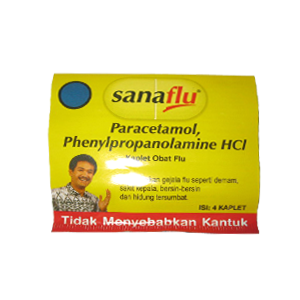 sanaflu®
Paracetamol,
Phenylpropanolamine HCl
Kaplet Obat Flu
gejala flu seperti demam,
sakit kepala, bersin-bersin
dan hidung tersumbat.
ISI: 4 KAPLET
Tidak Menyebabkan Kantuk